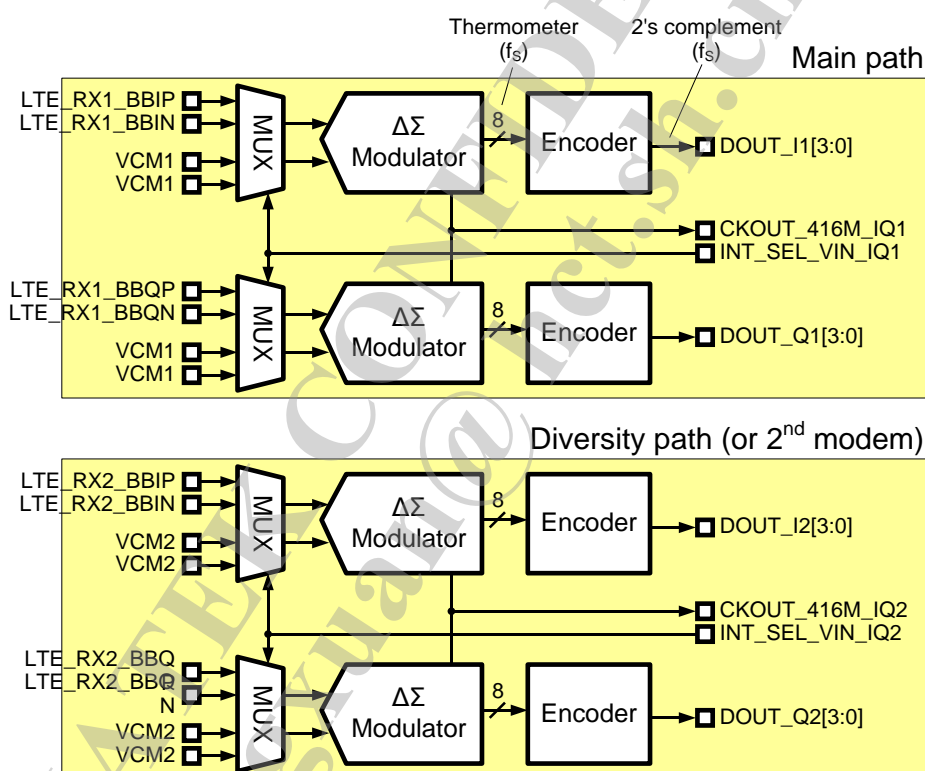 Thermometer
(fS)
2's complement
(fS)
Main path
LTE_RX1_BBIP
LTE_RX1_BBIN
VCM1
VCM1
MUX
ΔΣ
Modulator
8
Encoder
DOUT_I1[3:0]
CKOUT_416M_IQ1
INT_SEL_VIN_IQ1
LTE_RX1_BBQP
LTE_RX1_BBQN
VCM1
VCM1
MUX
ΔΣ
Modulator
8
Encoder
DOUT_Q1[3:0]
Diversity path (or 2nd modem)
LTE_RX2_BBIP
LTE_RX2_BBIN
VCM2
VCM2
MUX
ΔΣ
Modulator
8
Encoder
DOUT_I2[3:0]
CKOUT_416M_IQ2
INT_SEL_VIN_IQ2
LTE_RX2_BBQ
P
LTE_RX2_BBQ
N
VCM2
VCM2
MUX
ΔΣ
Modulator
8
Encoder
DOUT_Q2[3:0]